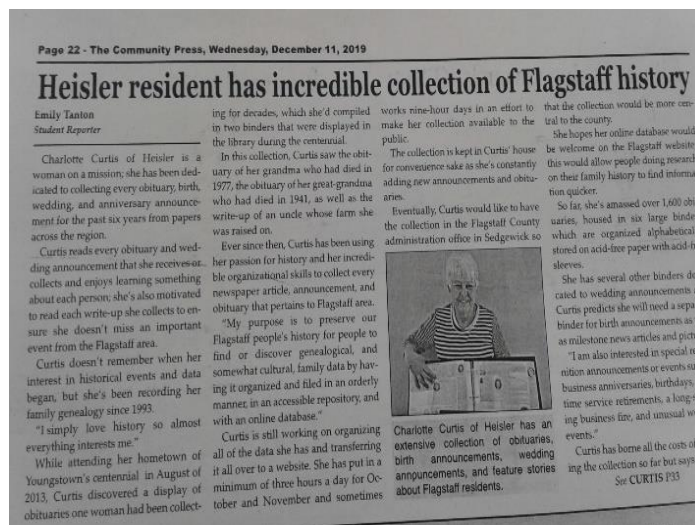 Page 22 - The Community Press, Wednesday, December 11, 2019
Heisler resident has incredible collection of Flagstaff history
Emily Tanton
Student Reporter
Charlotte Curtis of Heisler is a
woman on a mission; she has been ded-
icated to collecting every obituary, birth,
wedding, and anniversary announce-
ment for the past six years from papers
across the region.
Curtis reads every obituary and wed-
ding announcement that she receives or
collects and enjoys learning something
about each person; she's also motivated
to read each write-up she collects to en-
sure she doesn't miss an important
event from the Flagstaff area.
Curtis doesn't remember when her
interest in historical events and data
began, but she's been recording her
family genealogy since 1993.
"I simply love history so almost
everything interests me."
While attending her hometown of
Youngstown's centennial in August of
2013, Curtis discovered a display of
obituaries one woman had been collect-
ing for decades, which she'd compiled
in two binders that were displayed in
the library during the centennial.
In this collection, Curtis saw the obit-
uary of her grandma who had died in
1977, the obituary of her great-grandma
who had died in 1941, as well as the
write-up of an uncle whose farm she
was raised on.
Ever since then, Curtis has been using
her passion for history and her incredi-
ble organizational skills to collect every
newspaper article, announcement, and
obituary that pertains to Flagstaff area.
"My purpose is to preserve our
Flagstaff people's history for people to
find or discover genealogical, and
somewhat cultural, family data by hav-
ing it organized and filed in an orderly
manner, in an accessible repository, and
with an online database."
Curtis is still working on organizing
all of the data she has and transferring
it all over to a website. She has put in a
minimum of three hours a day for Oc-
tober and November and sometimes
works nine-hour days in an effort to
make her collection available to the
public.
The collection is kept in Curtis' house
for convenience sake as she's constantly
adding new announcements and obitu-
aries.
Eventually, Curtis would like to have
the collection in the Flagstaff County
administration office in Sedgewick so
Charlotte Curtis of Heisler has an
extensive collection of obituaries,
birth announcements, wedding
announcements, and feature stories
about Flagstaff residents.
that the collection would be more cen-
tral to the county.
She hopes her online database would
be welcome on the Flagstaff website
this would allow people doing research
on their family history to find informa
tion quicker.
So far, she's amassed over 1,600 obi
uaries, housed in six large binde
which are organized alphabetical
stored on acid-free paper with acid-f
sleeves.
She has several other binders de
cated to wedding announcements
Curtis predicts she will need a sepa
binder for birth announcements as
as milestone news articles and pict
"I am also interested in special re
nition announcements or events su
business anniversaries, birthdays,
time service retirements, a long-
ing business fire, and unusual w
events."
Curtis has borne all the costs o
ing the collection so far but says
See CURTIS P33